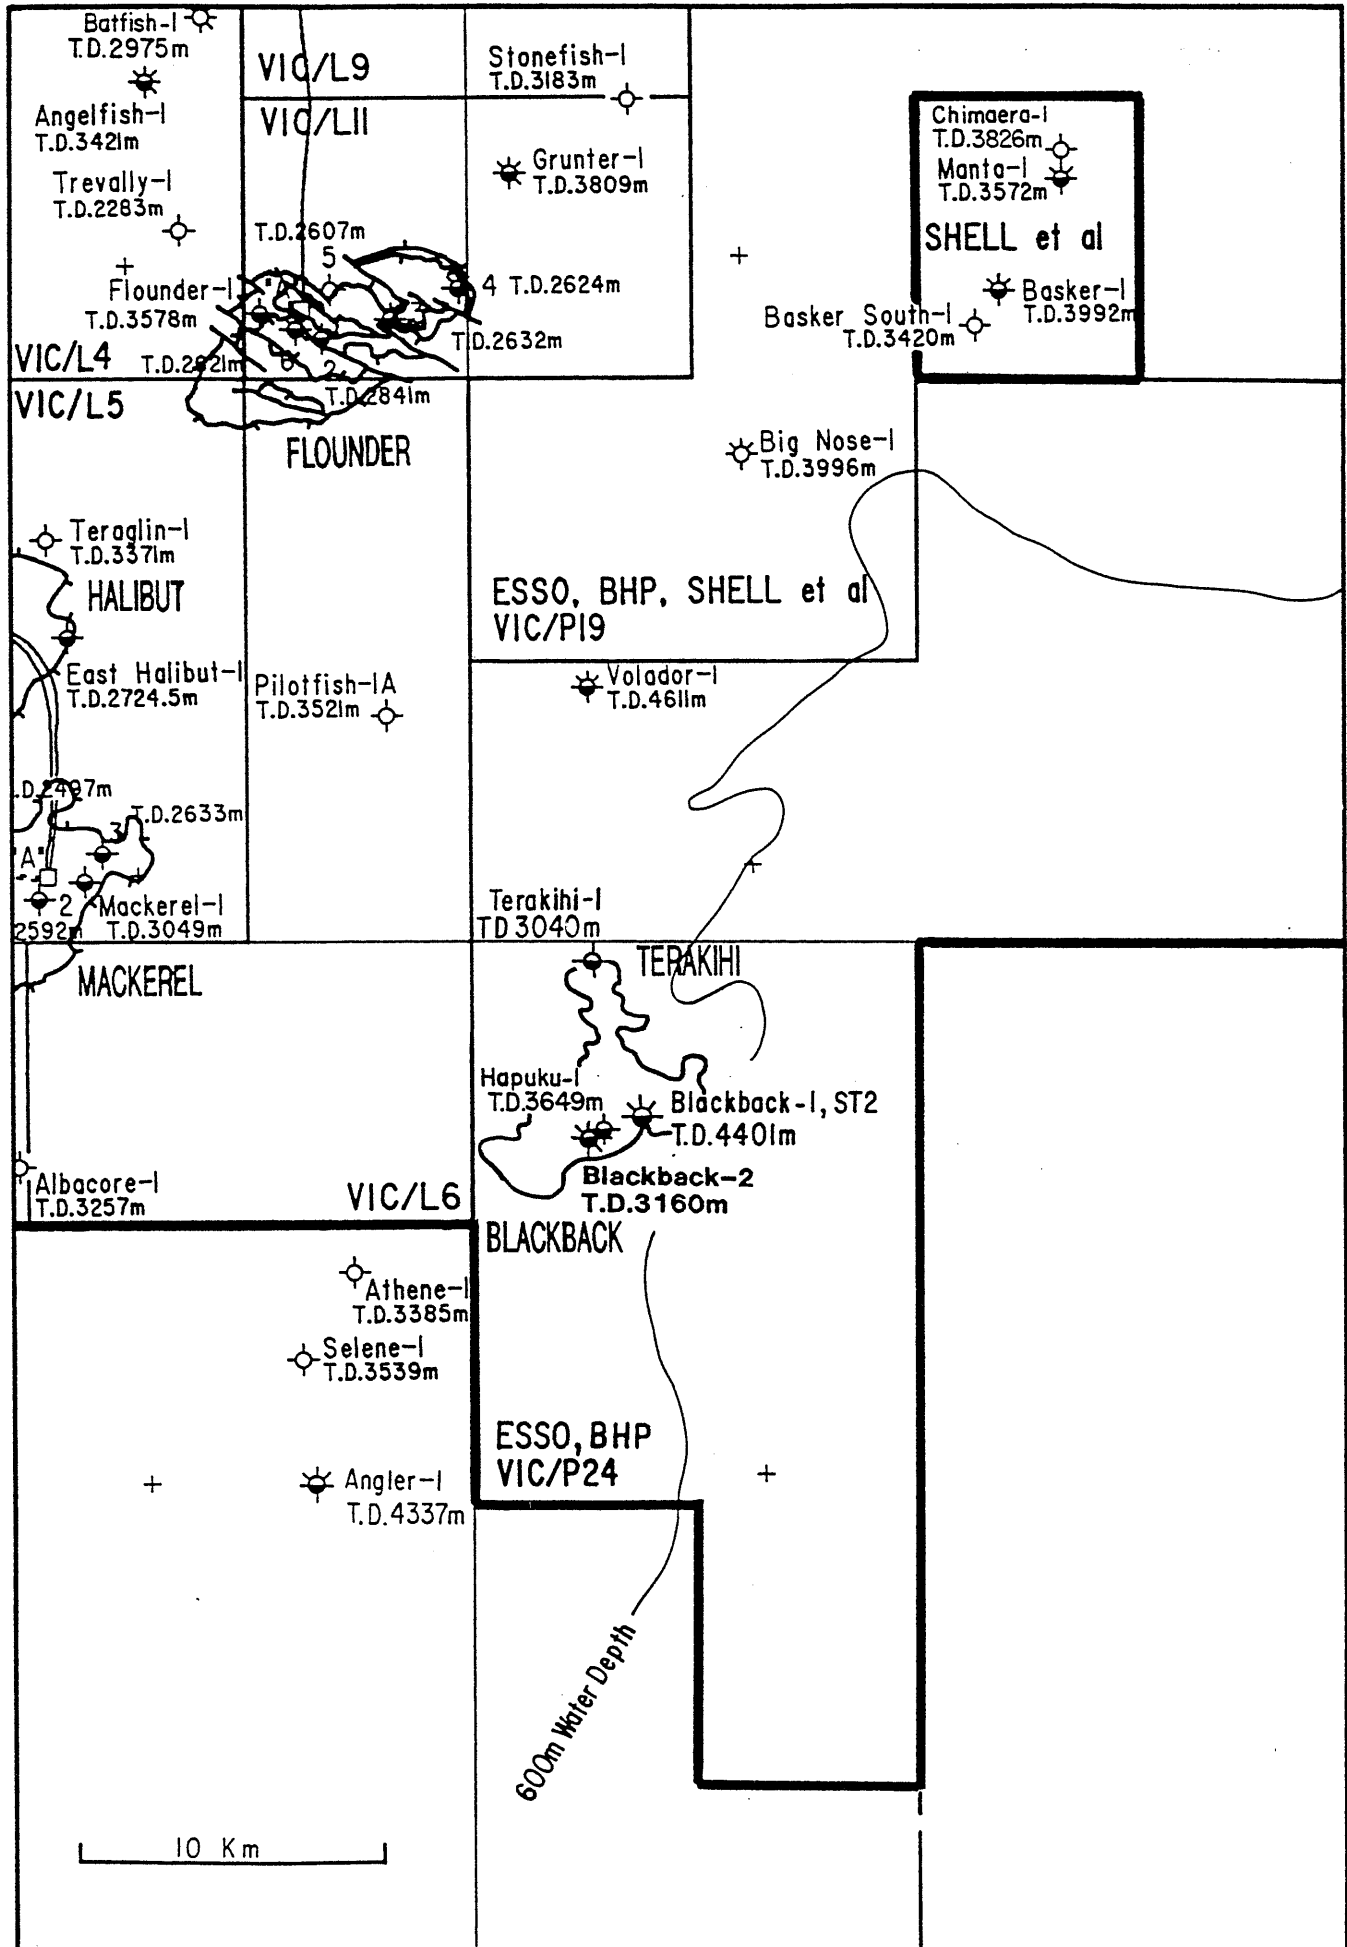 Batfish-1
T.D.2975m
Angelfish-1
T.D.3421m
Trevally-1
T.D.2283m
VIC/L9
VIC/L11
Stonefish-1
T.D.3183m
Grunter-1
T.D.3809m
Chimaera-1
T.D.3826m
Manta-1
T.D.3572m
SHELL et al
Basker-1
T.D.3992m
Basker South-1
T.D.3420m
T.D.2607m
5
4 T.D.2624m
Flounder-1
T.D.3578m
"A"
T.D.2632m
6
2
T.D.2841m
VIC/L4
VIC/L5
FLOUNDER
Big Nose-1
T.D.3996m
Teraglin-1
T.D.3371m
HALIBUT
ESSO, BHP, SHELL et al
VIC/P19
East Halibut-1
T.D.2724.5m
Pilotfish-1A
T.D.3521m
Volador-1
T.D.4611m
.D.2497m
T.D.2633m
3
"A"
2
2592m
Mackerel-1
T.D.3049m
MACKEREL
Terakihi-1
TD 3040m
TERAKIHI
Hapuku-1
T.D.3649m
Blackback-1, ST2
T.D.4401m
Blackback-2
T.D.3160m
BLACKBACK
Albacore-1
T.D.3257m
VIC/L6
Athene-1
T.D.3385m
Selene-1
T.D.3539m
ESSO, BHP
VIC/P24
Angler-1
T.D.4337m
600m Water Depth
10 Km